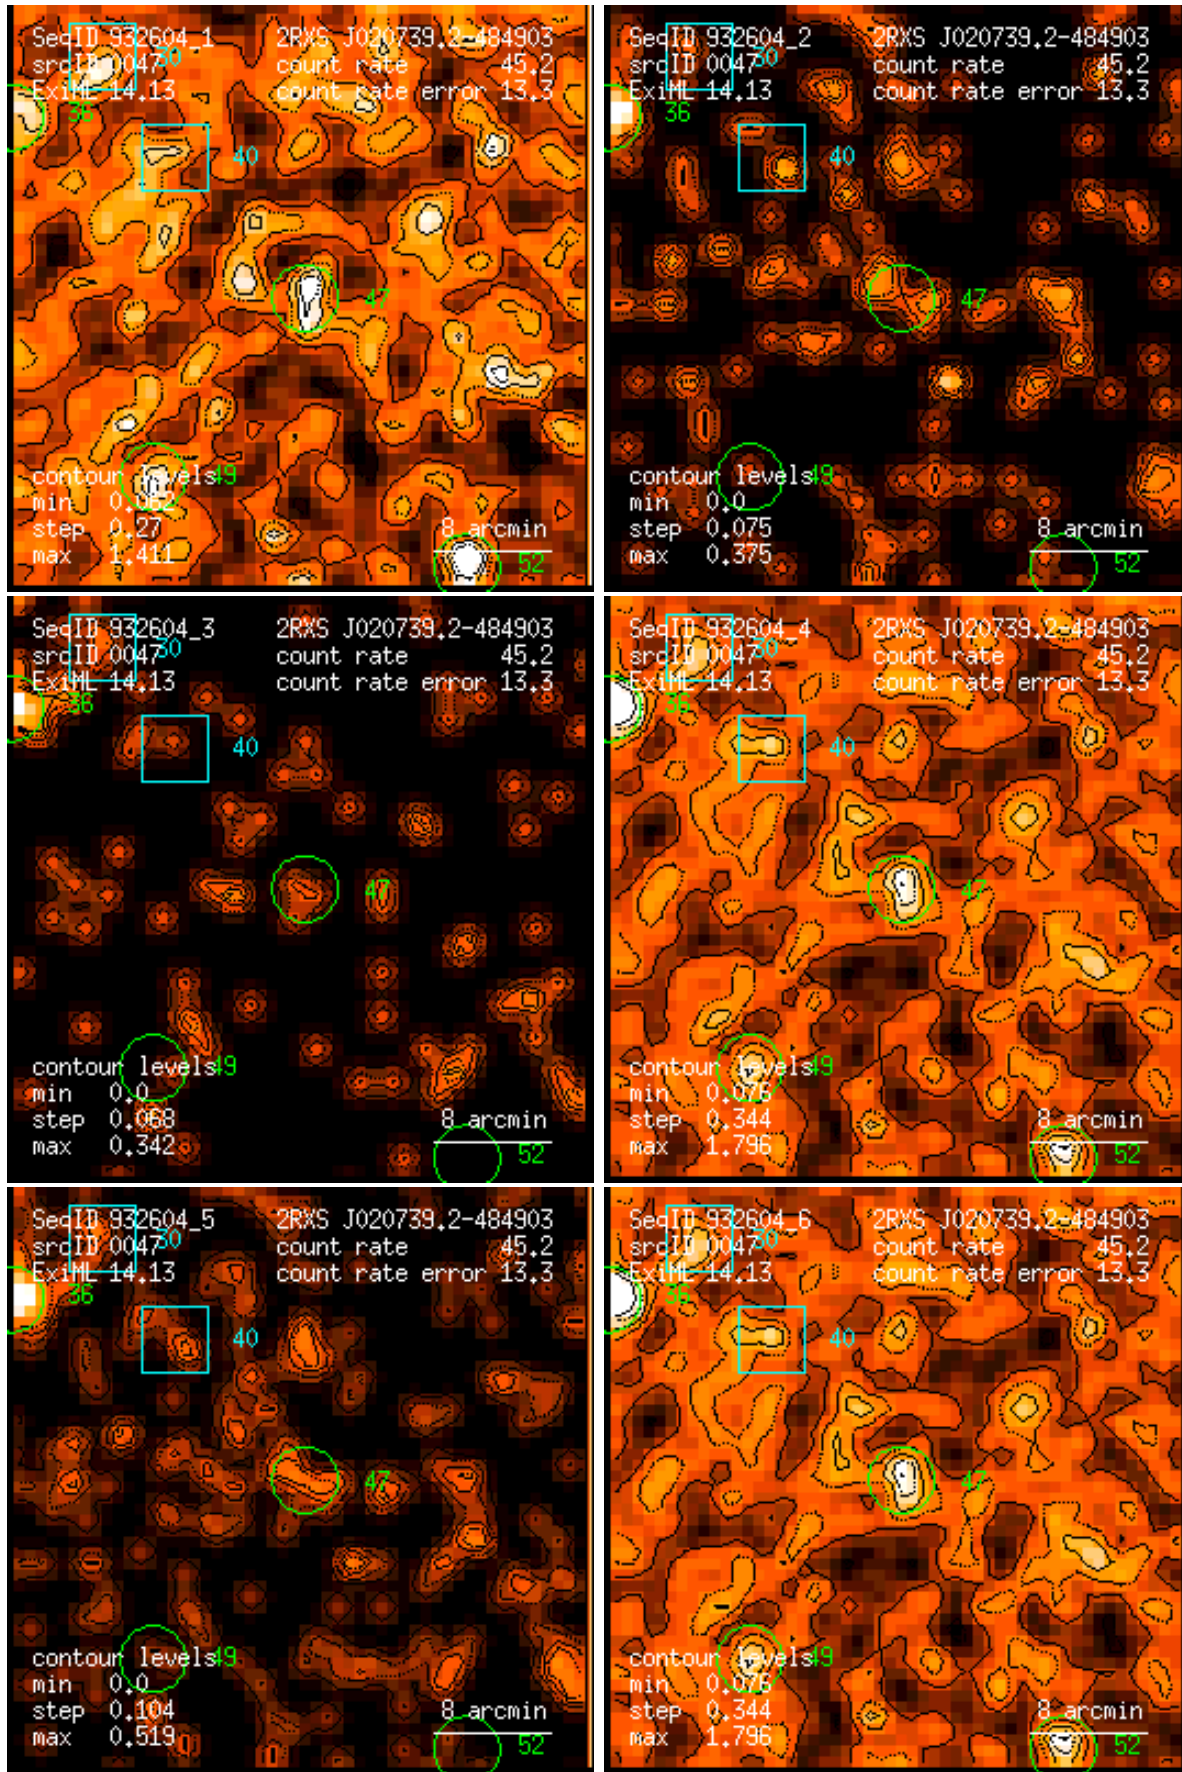 SeqID 932604_1 2RXS J020739.2-484903
srcID 0047 30 count rate 45.2
ExiML 14.13 count rate error 13.3
36
40
47
contour levels 49
min 0.062
step 0.27 8 arcmin
max 1.411 52
SeqID 932604_2 2RXS J020739.2-484903
srcID 0047 30 count rate 45.2
ExiML 14.13 count rate error 13.3
36
40
47
contour levels 49
min 0.0
step 0.075 8 arcmin
max 0.375 52
SeqID 932604_3 2RXS J020739.2-484903
srcID 0047 30 count rate 45.2
ExiML 14.13 count rate error 13.3
36
40
47
contour levels 49
min 0.0
step 0.068 8 arcmin
max 0.342 52
SeqID 932604_4 2RXS J020739.2-484903
srcID 0047 30 count rate 45.2
ExiML 14.13 count rate error 13.3
36
40
47
contour levels 49
min 0.076
step 0.344 8 arcmin
max 1.796 52
SeqID 932604_5 2RXS J020739.2-484903
srcID 0047 30 count rate 45.2
ExiML 14.13 count rate error 13.3
36
40
47
contour levels 49
min 0.0
step 0.104 8 arcmin
max 0.519 52
SeqID 932604_6 2RXS J020739.2-484903
srcID 0047 30 count rate 45.2
ExiML 14.13 count rate error 13.3
36
40
47
contour levels 49
min 0.076
step 0.344 8 arcmin
max 1.796 52